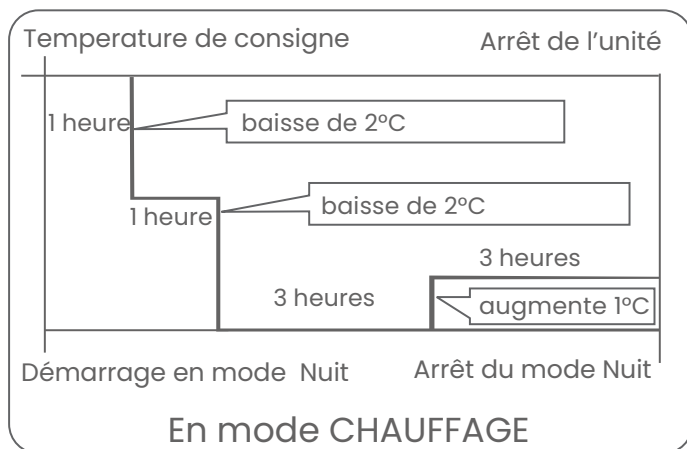 Temperature de consigne
Arrêt de l'unité
1 heure
baisse de 2°C
1 heure
baisse de 2°C
3 heures
3 heures
augmente 1°C
Démarrage en mode Nuit
Arrêt du mode Nuit
En mode CHAUFFAGE